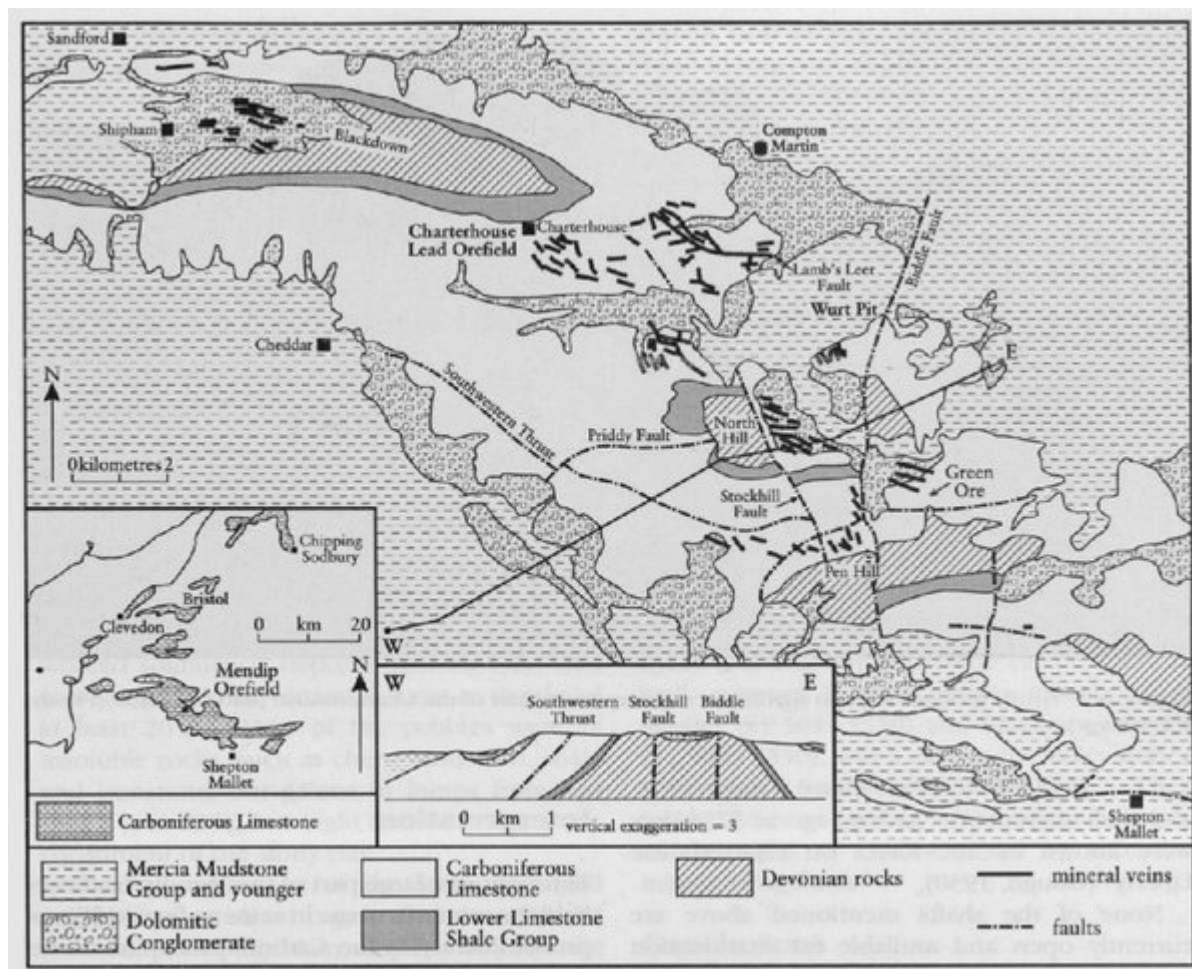 Sandford
Shipham
Blackdown
Compton
Martin
Charterhouse
Lead Orefield
Charterhouse
Lamb's Leer
Fault
Biddle Fault
Wurt Pit
Cheddar
E
N
Southwestern Thrust
Priddy Fault
North
Hill
0 kilometres 2
Green
Ore
Stockhill
Fault
Pen Hill
W
Chipping
Sodbury
Bristol
Clevedon
0 km 20
Mendip
Orefield
N
Shepton
Mallet
Carboniferous Limestone
W
E
Southwestern
Thrust
Stockhill
Fault
Biddle
Fault
0 km 2
vertical exaggeration = 3
Shepton
Mallet
Mercia Mudstone
Group and younger
Dolomitic
Conglomerate
Carboniferous
Limestone
Lower Limestone
Shale Group
Devonian rocks
mineral veins
faults